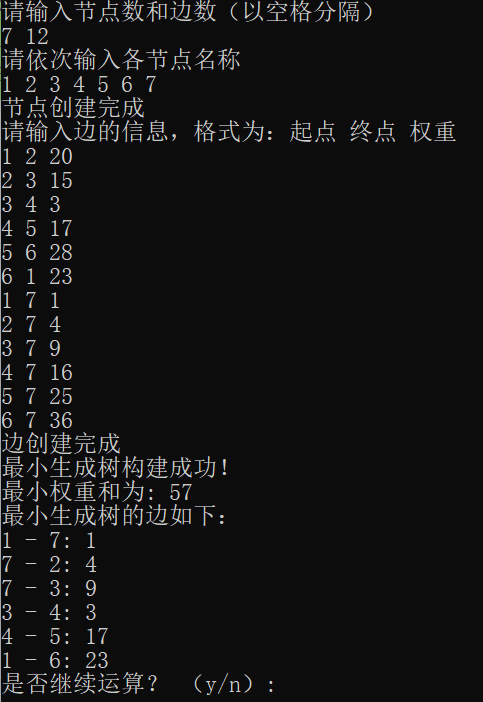 请输入节点数和边数（以空格分隔）
7 12
请依次输入各节点名称
1 2 3 4 5 6 7
节点创建完成
请输入边的信息，格式为：起点 终点 权重
1 2 20
2 3 15
3 4 3
4 5 17
5 6 28
6 1 23
1 7 1
2 7 4
3 7 9
4 7 16
5 7 25
6 7 36
边创建完成
最小生成树构建成功！
最小权重和为: 57
最小生成树的边如下：
1 - 7: 1
7 - 2: 4
7 - 3: 9
3 - 4: 3
4 - 5: 17
1 - 6: 23
是否继续运算？ （y/n）: